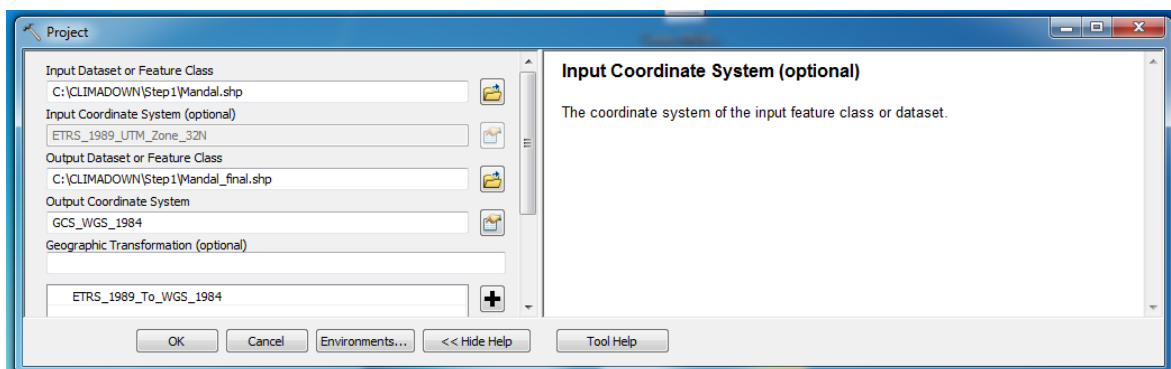 Project
Input Dataset or Feature Class
C:\CLIMADOWN\Step1\Mandal.shp
Input Coordinate System (optional)
ETRS_1989_UTM_Zone_32N
Output Dataset or Feature Class
C:\CLIMADOWN\Step1\Mandal_final.shp
Output Coordinate System
GCS_WGS_1984
Geographic Transformation (optional)
ETRS_1989_To_WGS_1984
OK
Cancel
Environments...
<< Hide Help
Input Coordinate System (optional)
The coordinate system of the input feature class or dataset.
Tool Help